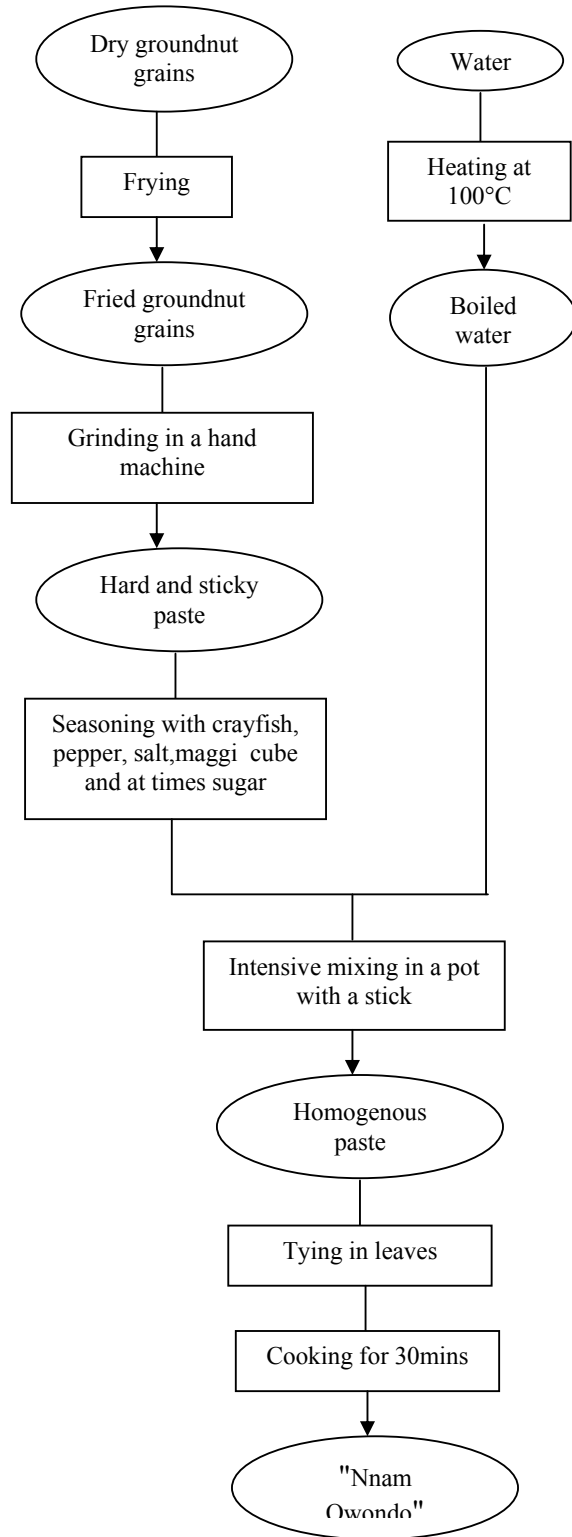 Dry groundnut
grains
Water
Frying
Heating at
100°C
Fried groundnut
grains
Boiled
water
Grinding in a hand
machine
Hard and sticky
paste
Seasoning with crayfish,
pepper, salt,maggi cube
and at times sugar
Intensive mixing in a pot
with a stick
Homogenous
paste
Tying in leaves
Cooking for 30mins
"Nnam
Owondo"